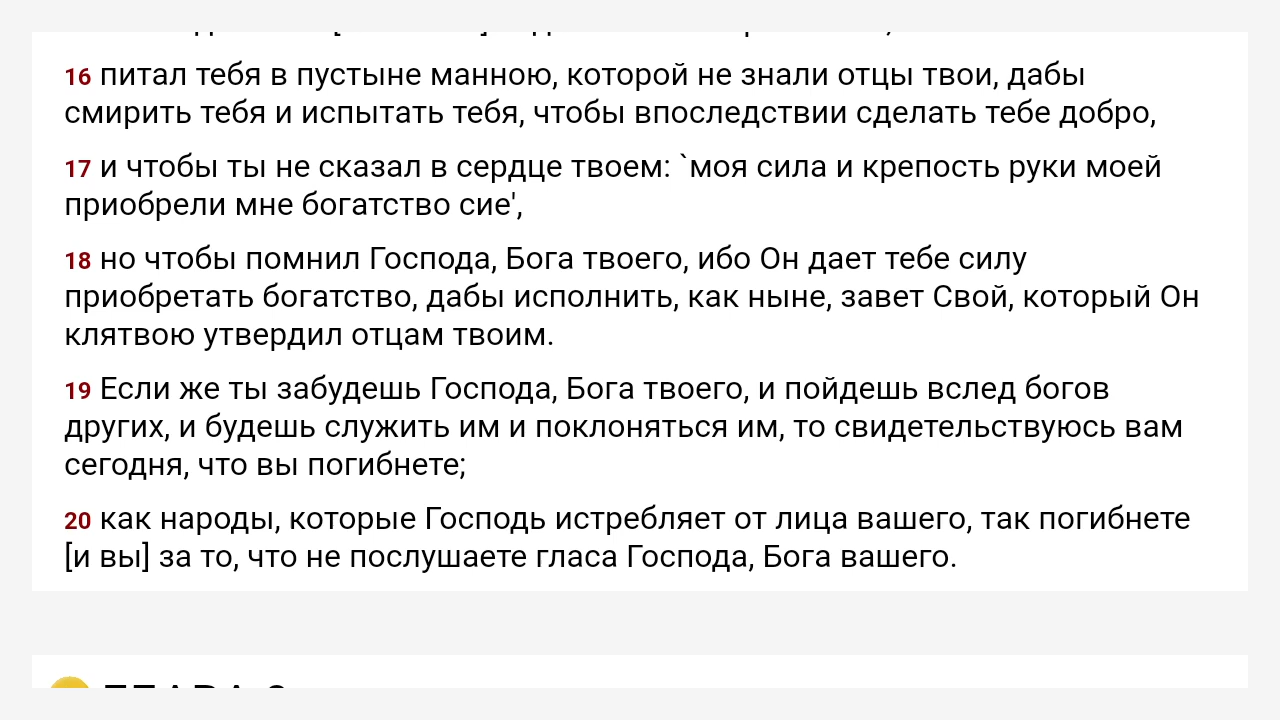 16 питал тебя в пустыне манною, которой не знали отцы твои, дабы
смирить тебя и испытать тебя, чтобы впоследствии сделать тебе добро,
17 и чтобы ты не сказал в сердце твоем: `моя сила и крепость руки моей
приобрели мне богатство сие',
18 но чтобы помнил Господа, Бога твоего, ибо Он дает тебе силу
приобретать богатство, дабы исполнить, как ныне, завет Свой, который Он
клятвою утвердил отцам твоим.
19 Если же ты забудешь Господа, Бога твоего, и пойдешь вслед богов
других, и будешь служить им и поклоняться им, то свидетельствуюсь вам
сегодня, что вы погибнете;
20 как народы, которые Господь истребляет от лица вашего, так погибнете
[и вы] за то, что не послушаете гласа Господа, Бога вашего.